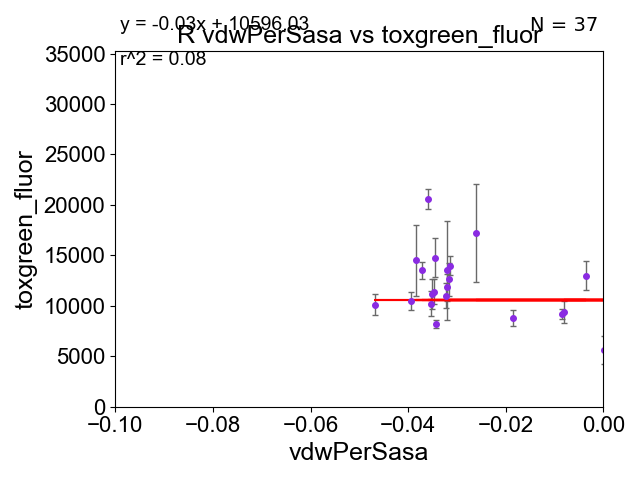 y = -0.03x + 10596.03
N = 37
R vdwPerSasa vs toxgreen_fluor
r^2 = 0.08
35000
30000
25000
20000
15000
10000
5000
0
toxgreen_fluor
−0.10 −0.08 −0.06 −0.04 −0.02 0.00
vdwPerSasa